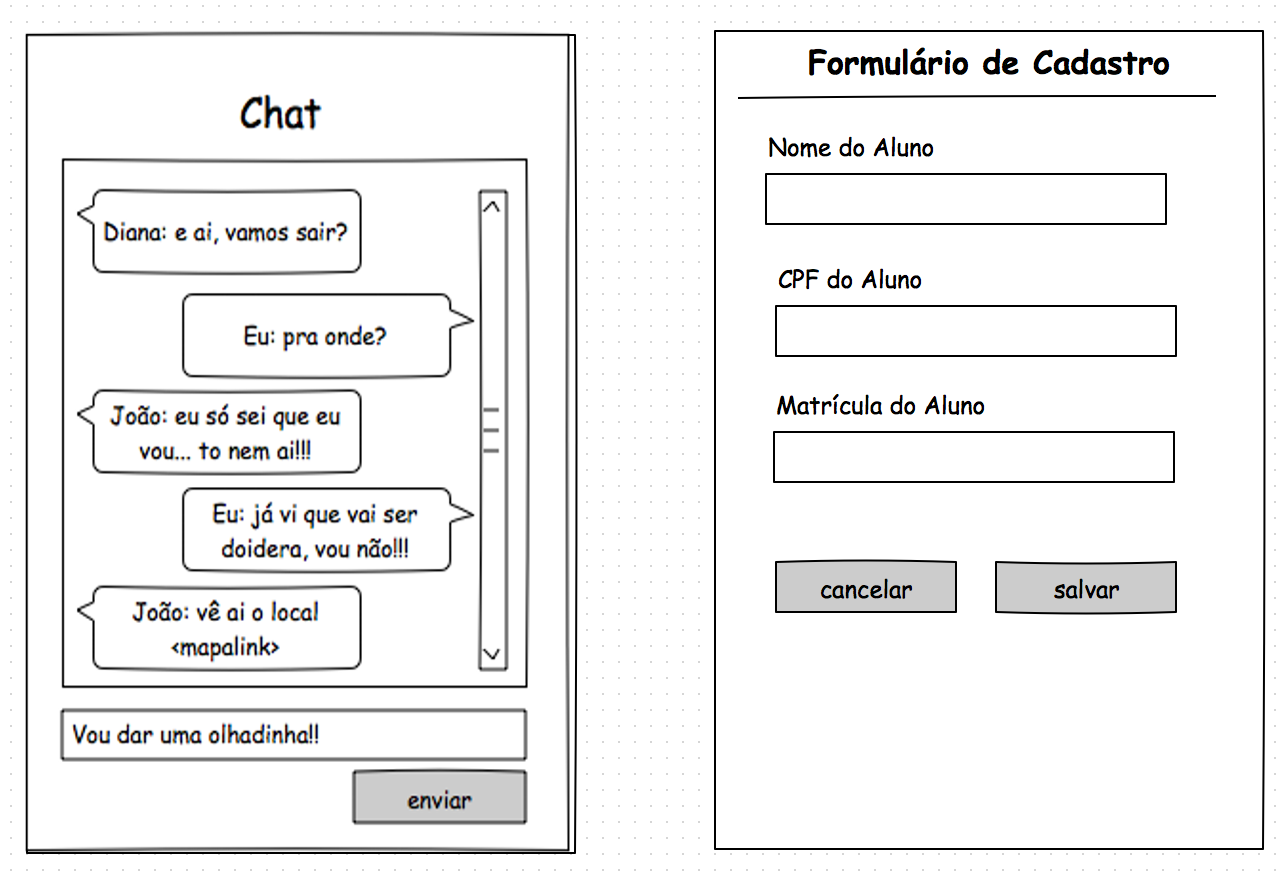 Chat
Diana: e ai, vamos sair?
Eu: pra onde?
João: eu só sei que eu
vou... to nem ai!!!
Eu: já vi que vai ser
doidera, vou não!!!
João: vê ai o local
<mapalink>
Vou dar uma olhadinha!!
enviar
Formulário de Cadastro
Nome do Aluno
CPF do Aluno
Matrícula do Aluno
cancelar
salvar